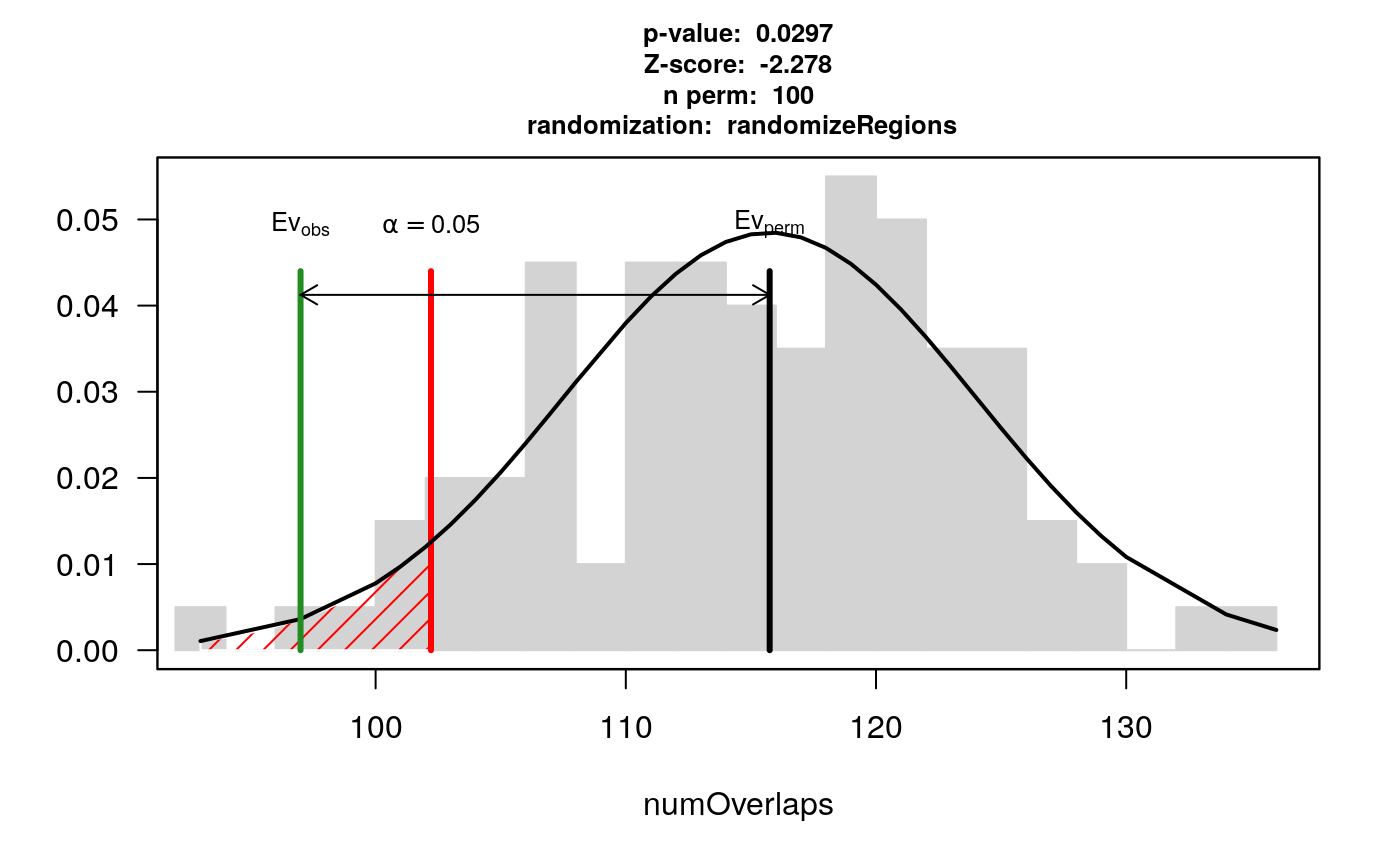 p-value: 0.0297
Z-score: -2.278
n perm: 100
randomization: randomizeRegions
Evobs α = 0.05 Evperm
0.05
0.04
0.03
0.02
0.01
0.00
100 110 120 130
numOverlaps